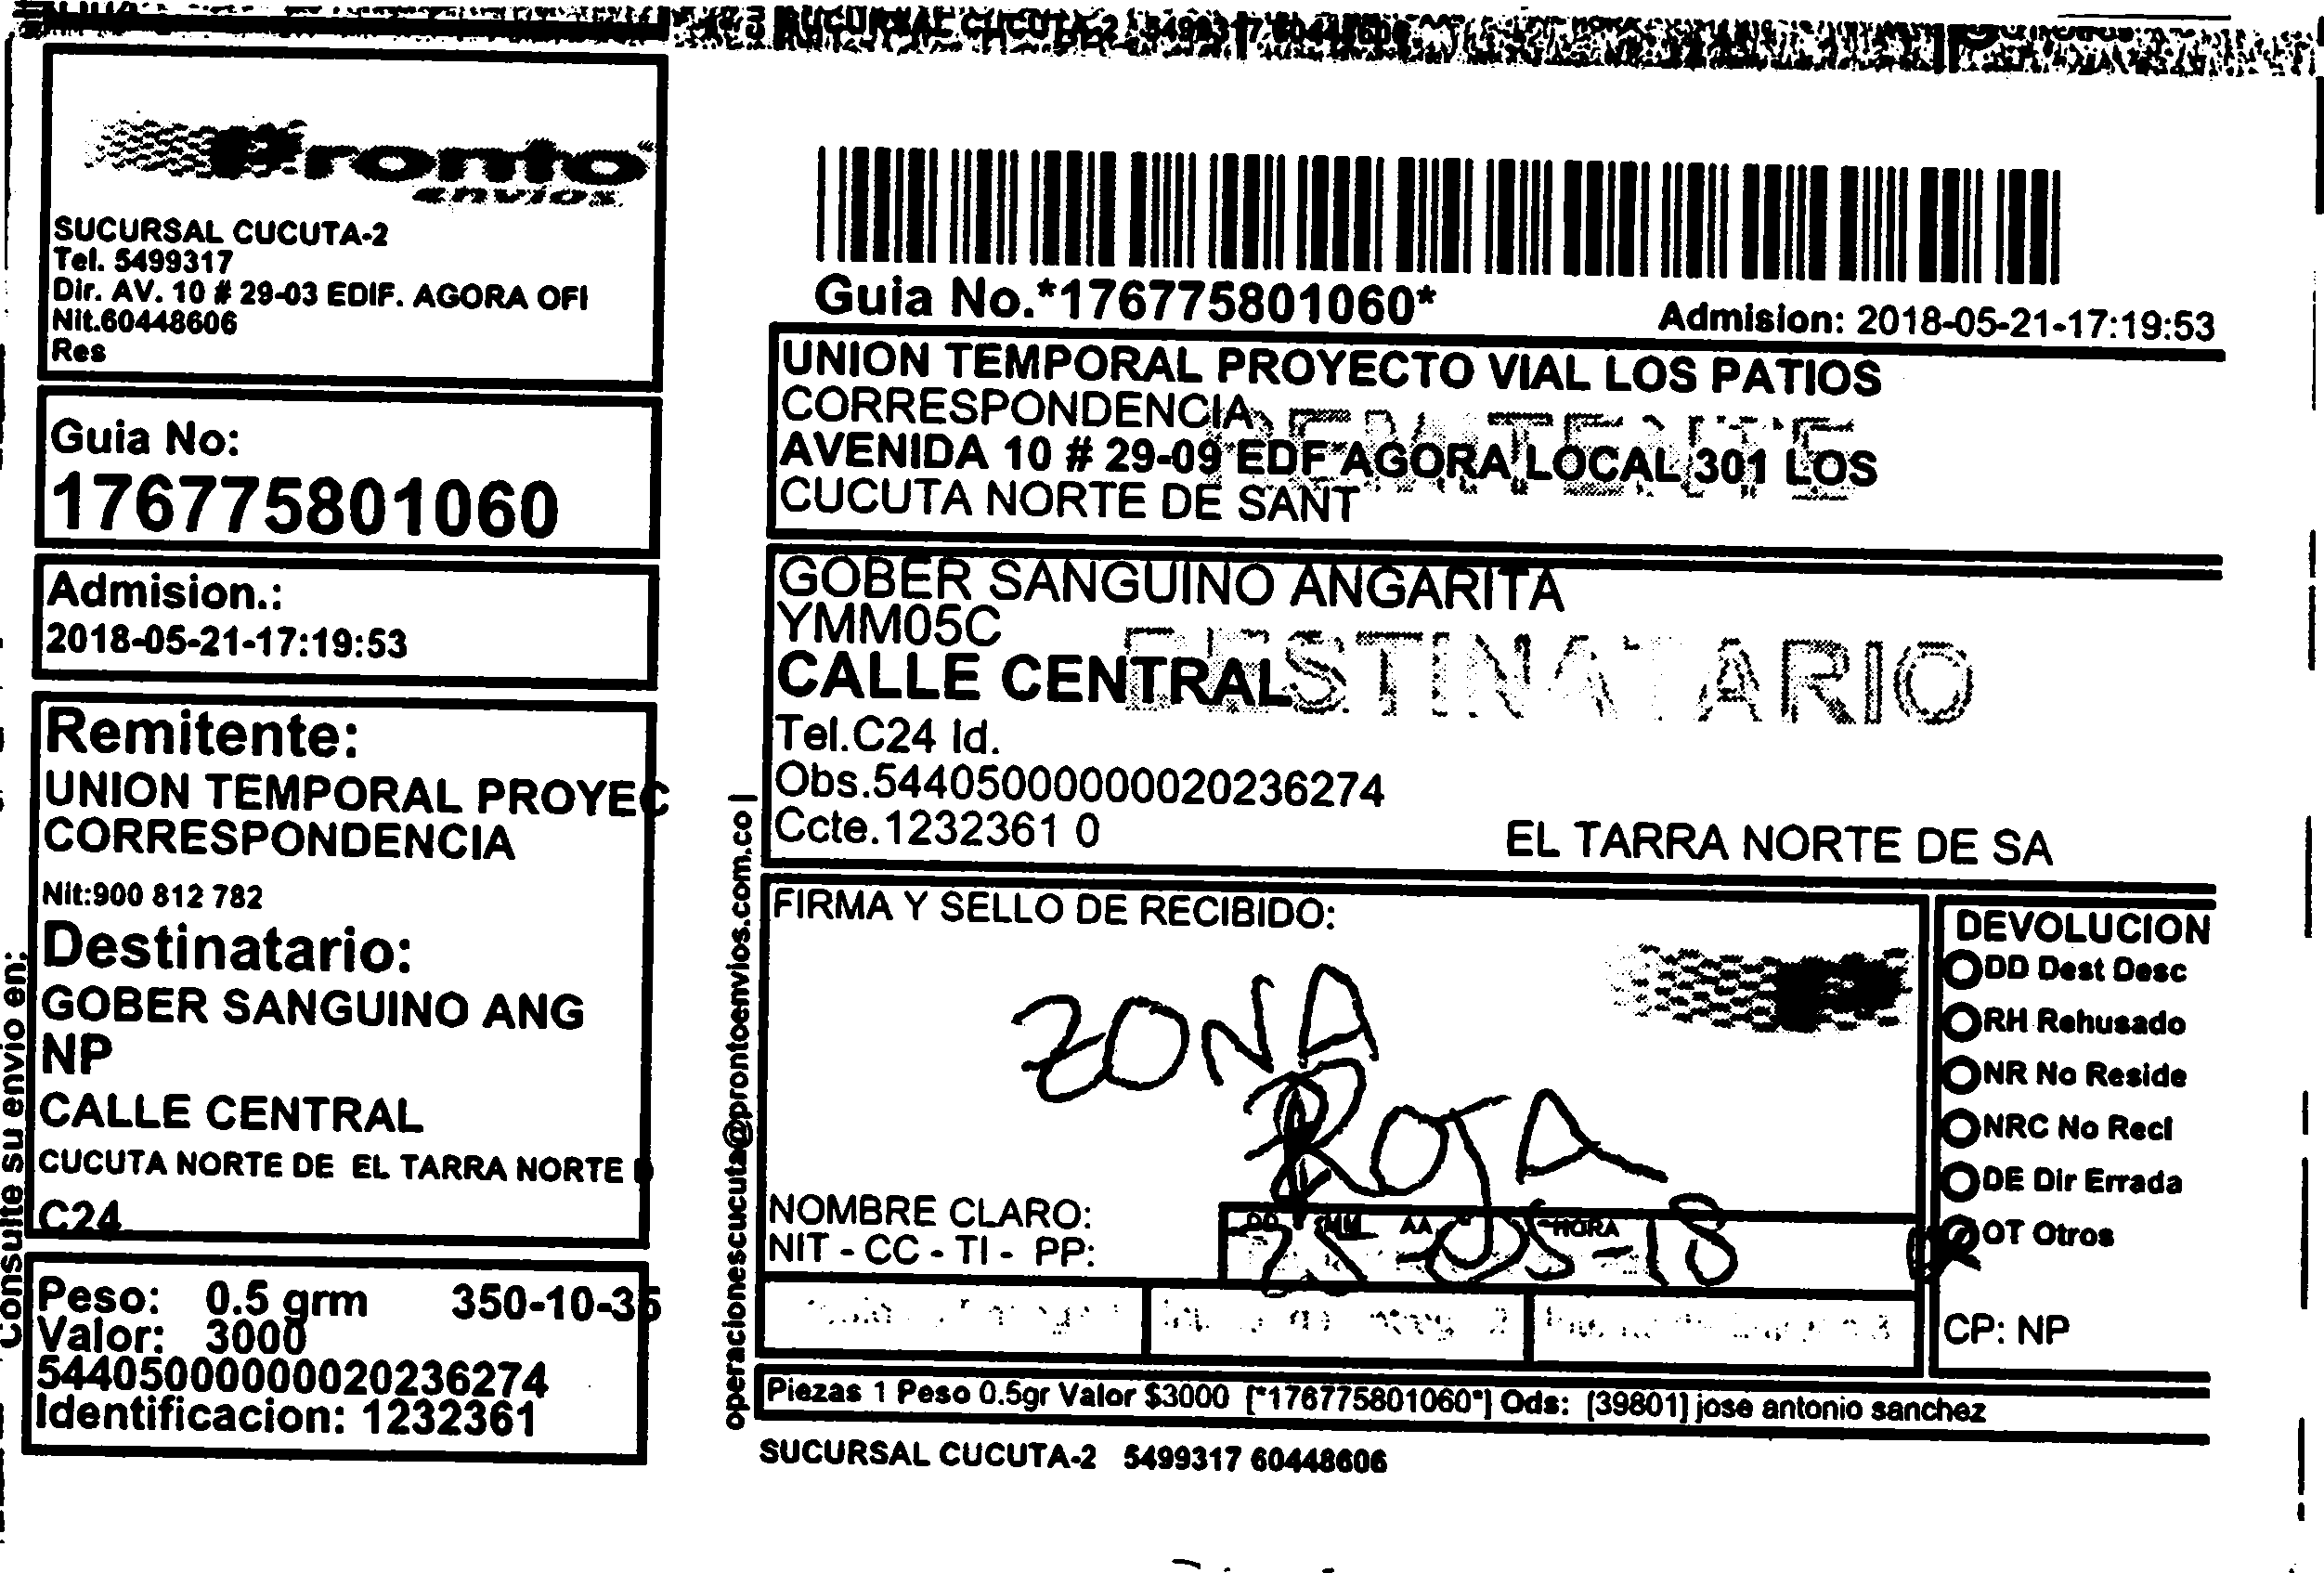 SUCURSAL CUCUTA-2 5499317 60448606
Pronto
envios
SUCURSAL CUCUTA-2
Tel. 5499317
Dir. AV. 10 # 29-03 EDIF. AGORA OFI
Nit.60448606
Res
Guia No:
176775801060
Admision.:
2018-05-21-17:19:53
Remitente:
UNION TEMPORAL PROYEC
CORRESPONDENCIA
Nit:900 812 782
Destinatario:
GOBER SANGUINO ANG
NP
CALLE CENTRAL
CUCUTA NORTE DE EL TARRA NORTE
C24
Peso: 0.5 grm 350-10-35
Valor: 3000
544050000000020236274
Identificacion: 1232361
Consulte su envio en:
operacionescucuta@prontoenvios.com.co
Guia No.*176775801060*
Admision: 2018-05-21-17:19:53
UNION TEMPORAL PROYECTO VIAL LOS PATIOS
CORRESPONDENCIA
REMITENTE
AVENIDA 10 # 29-09 EDF AGORA LOCAL 301 LOS
CUCUTA NORTE DE SANT
GOBER SANGUINO ANGARITA
YMM05C
DESTINATARIO
CALLE CENTRAL
Tel.C24 Id.
Obs.544050000000020236274
Ccte.1232361 0
EL TARRA NORTE DE SA
FIRMA Y SELLO DE RECIBIDO:
ZONA
ROJA
NOMBRE CLARO:
NIT - CC - TI - PP:
DD MM AA HORA
-05-18
DEVOLUCION
DD Dest Desc
RH Rehusado
NR No Reside
NRC No Recl
DE Dir Errada
OT Otros
CP: NP
Piezas 1 Peso 0.5gr Valor $3000 [*176775801060*] Ods: [39801] jose antonio sanchez
SUCURSAL CUCUTA-2 5499317 60448606